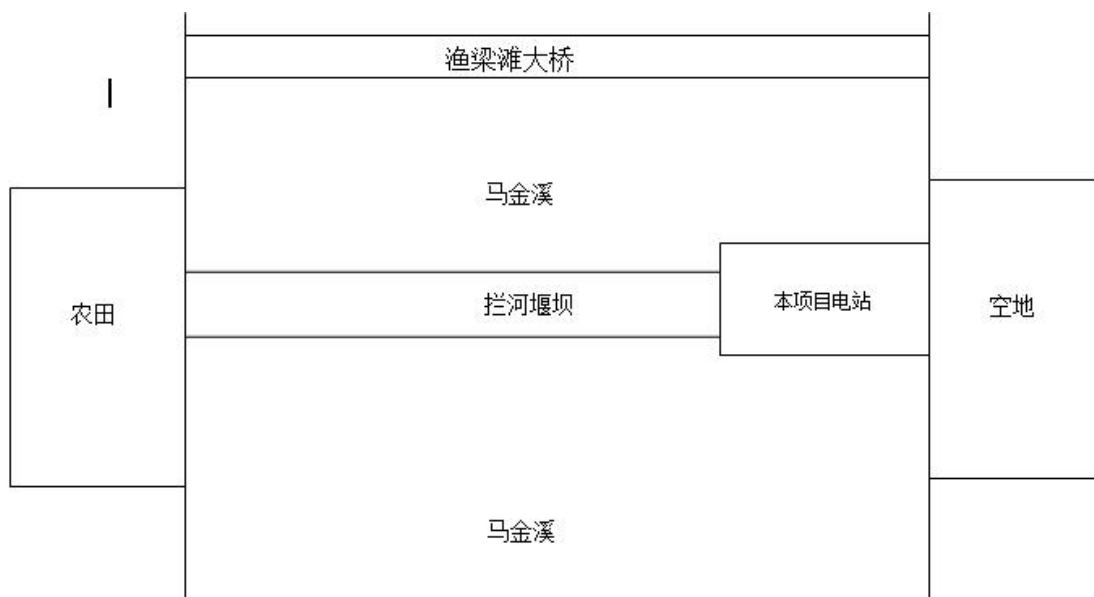 渔梁滩大桥
马金溪
农田
拦河堰坝
本项目电站
空地
马金溪